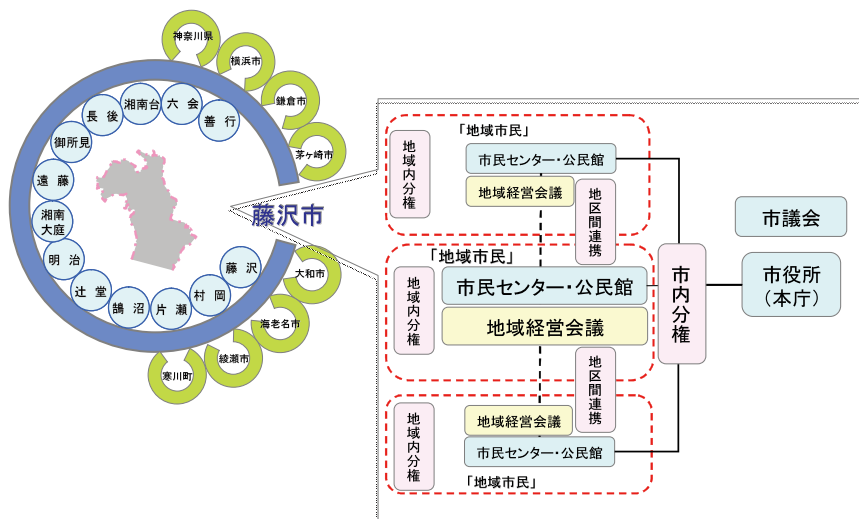 神奈川県
横浜市
鎌倉市
茅ヶ崎市
善 行
六 会
湘南台
長 後
御所見
遠 藤
湘南
大庭
明 治
辻 堂
鵠 沼
片 瀬
村 岡
藤 沢
藤沢市
大和市
海老名市
綾瀬市
寒川町
「地域市民」
地域内分権
市民センター・公民館
地域経営会議
地区間連携
「地域市民」
地域内分権
市民センター・公民館
地域経営会議
地区間連携
地域内分権
地域経営会議
市民センター・公民館
「地域市民」
市内分権
市議会
市役所
(本庁)